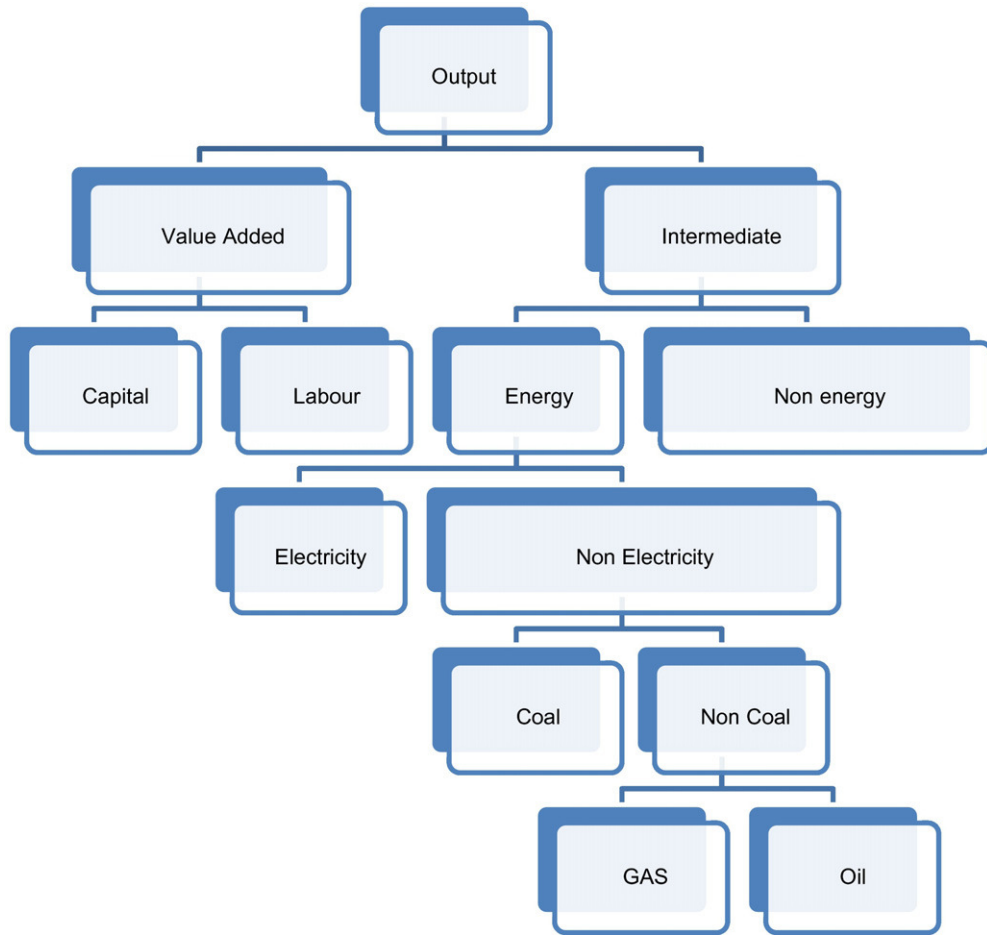 Output
Value Added
Intermediate
Capital
Labour
Energy
Non energy
Electricity
Non Electricity
Coal
Non Coal
GAS
Oil